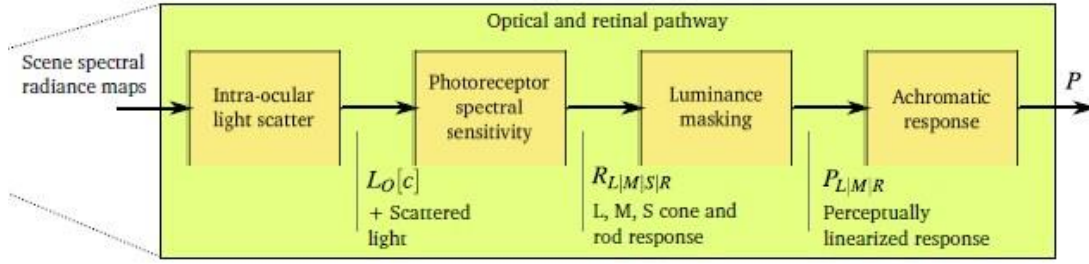 Optical and retinal pathway
Scene spectral
radiance maps
Intra-ocular
light scatter
Photoreceptor
spectral
sensitivity
Luminance
masking
Achromatic
response
P
L_O[c]
+ Scattered
light
R_{L|M|S|R}
L, M, S cone and
rod response
P_{L|M|R}
Perceptually
linearized response